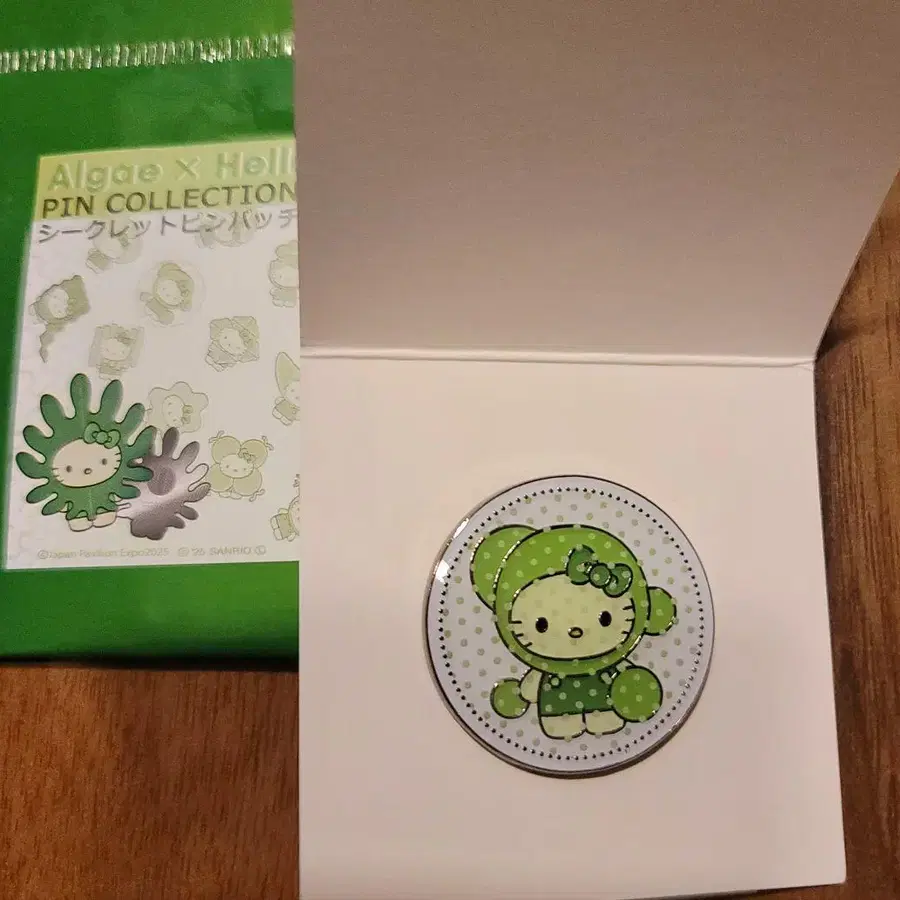 Algae × Hell
PIN COLLECTION
シークレットピンバッチ
©Japan Pavilion Expo2025 © '25 SANRIO Ⓛ